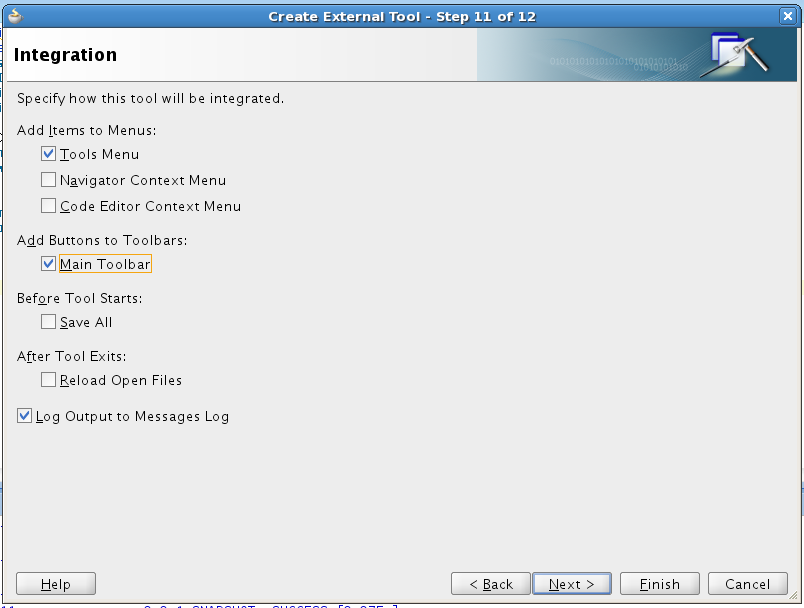 Create External Tool - Step 11 of 12
Integration
Specify how this tool will be integrated.
Add Items to Menus:
Tools Menu
Navigator Context Menu
Code Editor Context Menu
Add Buttons to Toolbars:
Main Toolbar
Before Tool Starts:
Save All
After Tool Exits:
Reload Open Files
Log Output to Messages Log
Help
< Back
Next >
Finish
Cancel